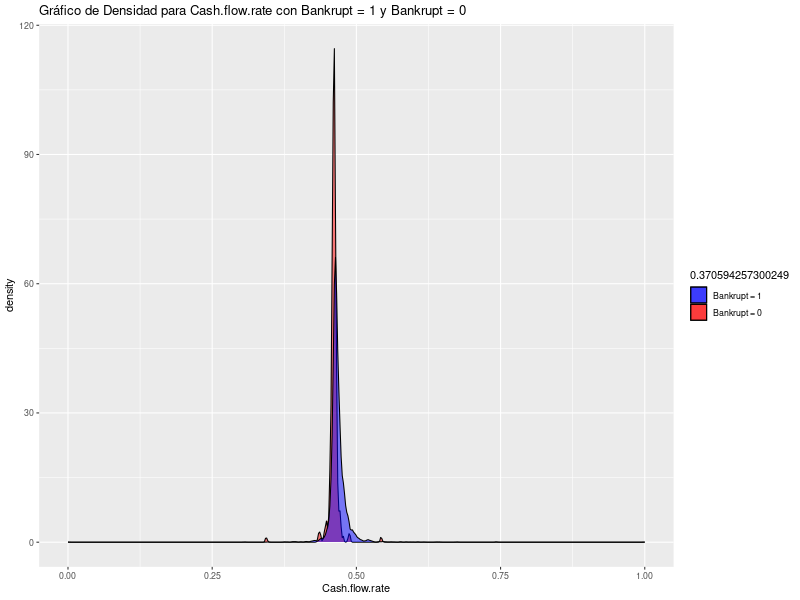 Gráfico de Densidad para Cash.flow.rate con Bankrupt = 1 y Bankrupt = 0
120
90
60
30
0
density
0.00
0.25
0.50
0.75
1.00
Cash.flow.rate
0.370594257300249
Bankrupt = 1
Bankrupt = 0